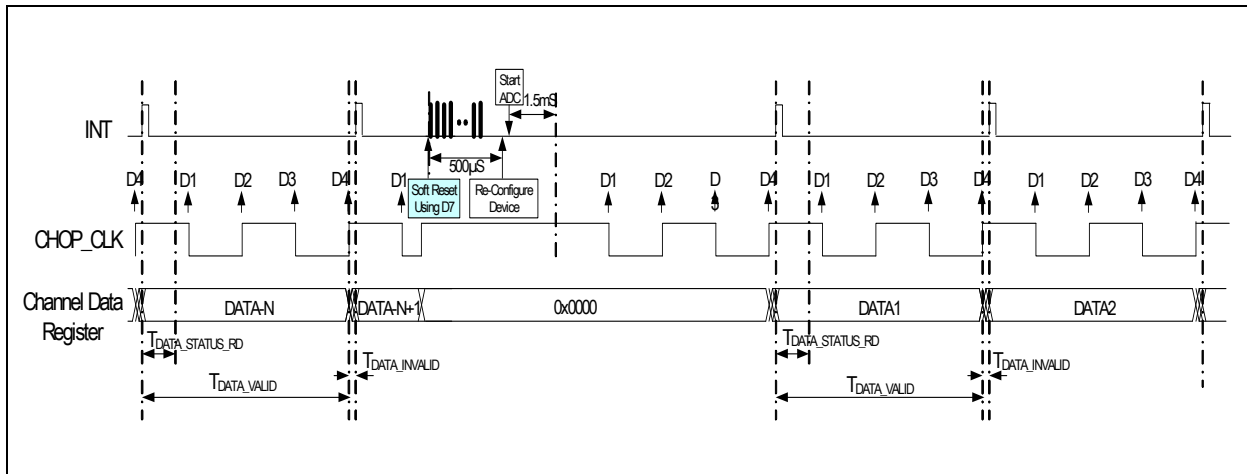 Start
ADC
1.5mS
INT
500µS
D4 D1 D2 D3 D4 D1 Soft Reset Using D7 Re-Configure Device D1 D2 D D4 D1 D2 D3 D4 D1 D2 D3 D4
CHOP_CLK
Channel Data Register DATA-N DATA-N+1 0x0000 DATA1 DATA2
TDATA_STATUS_RD TDATA_STATUS_RD
TDATA_INVALID TDATA_INVALID
TDATA_VALID TDATA_VALID